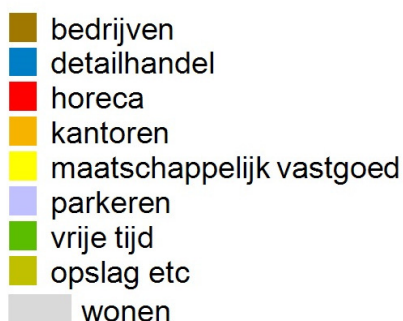 bedrijven
detailhandel
horeca
kantoren
maatschappelijk vastgoed
parkeren
vrije tijd
opslag etc
wonen